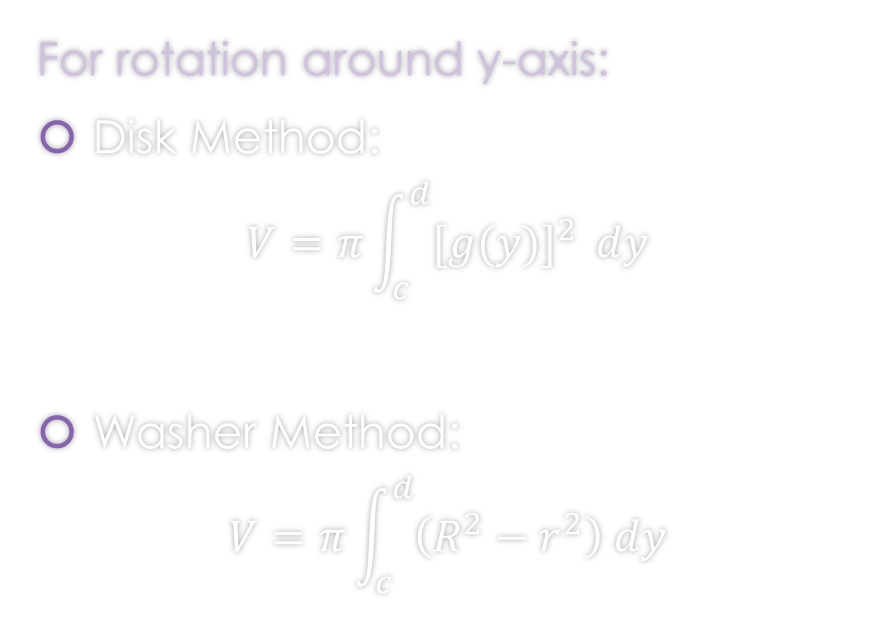 For rotation around y-axis:
Disk Method:
V = π ∫_c^d [g(y)]² dy
Washer Method:
V = π ∫_c^d (R² − r²) dy